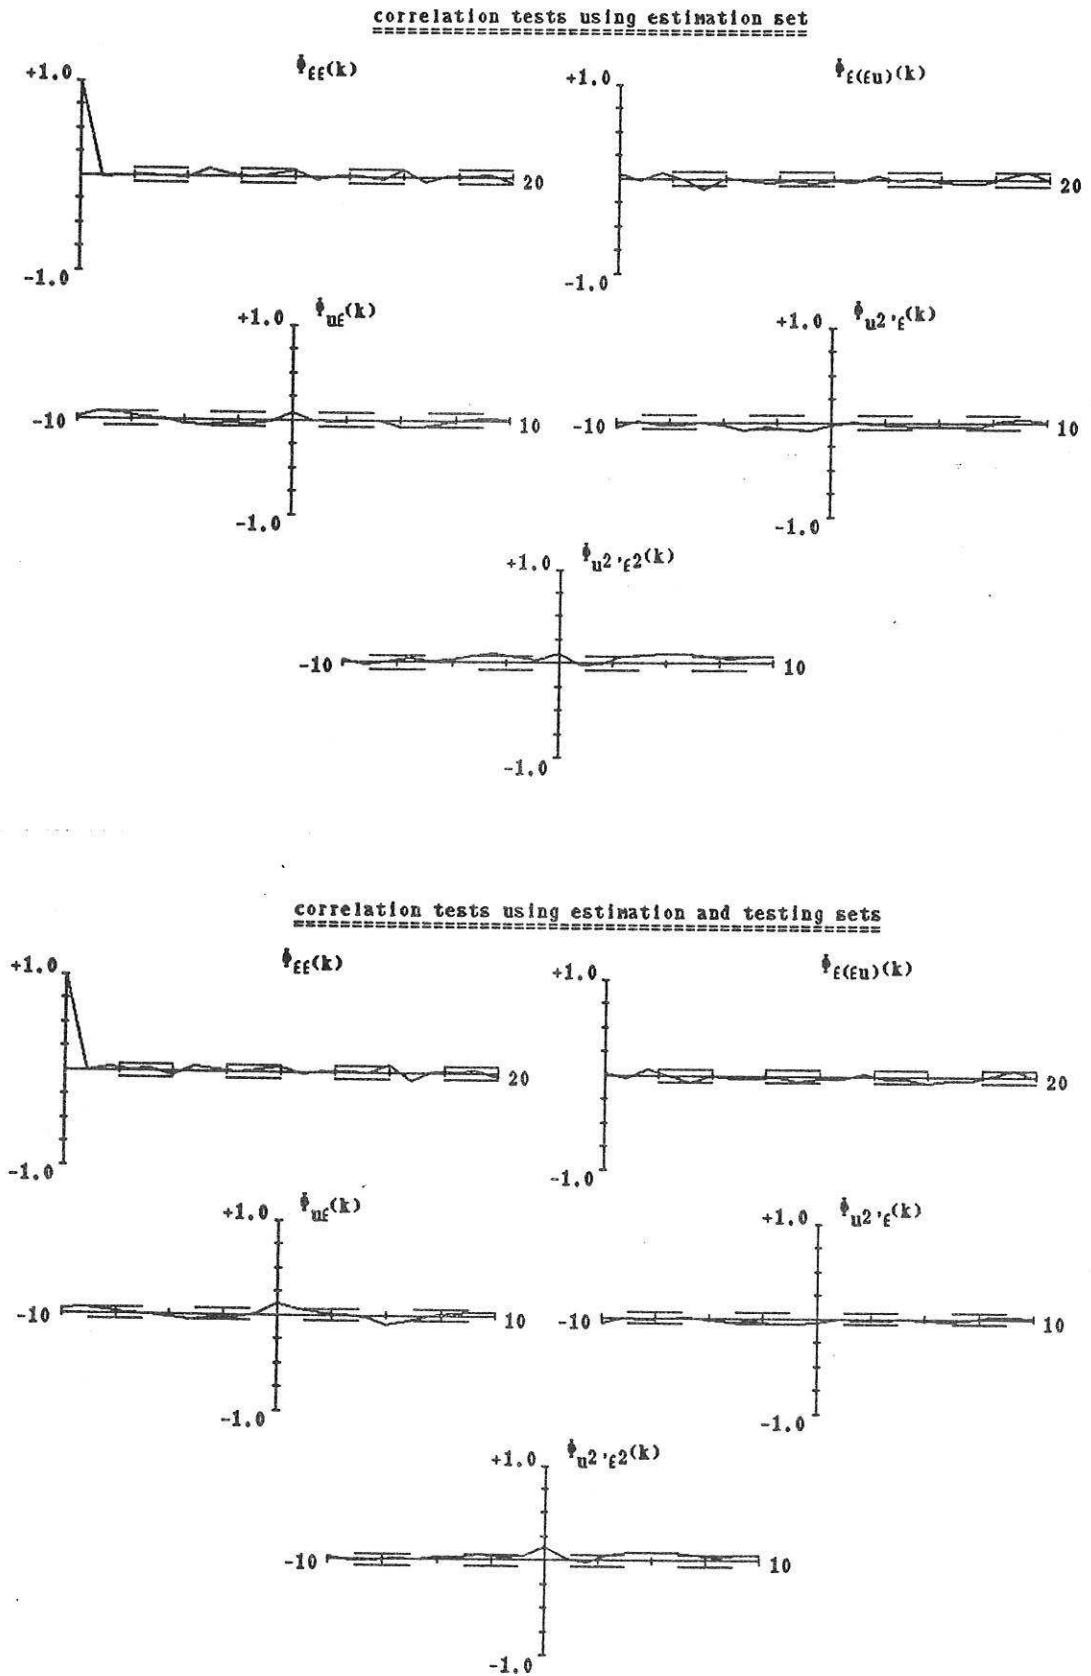 correlation tests using estimation set
+1.0 Φεε(k)
20
-1.0
+1.0 Φε(εu)(k)
20
-1.0
+1.0 Φuε(k)
-10 10
-1.0
+1.0 Φu2'ε(k)
-10 10
-1.0
+1.0 Φu2'ε2(k)
-10 10
-1.0
correlation tests using estimation and testing sets
+1.0 Φεε(k)
20
-1.0
+1.0 Φε(εu)(k)
20
-1.0
+1.0 Φuε(k)
-10 10
-1.0
+1.0 Φu2'ε(k)
-10 10
-1.0
+1.0 Φu2'ε2(k)
-10 10
-1.0